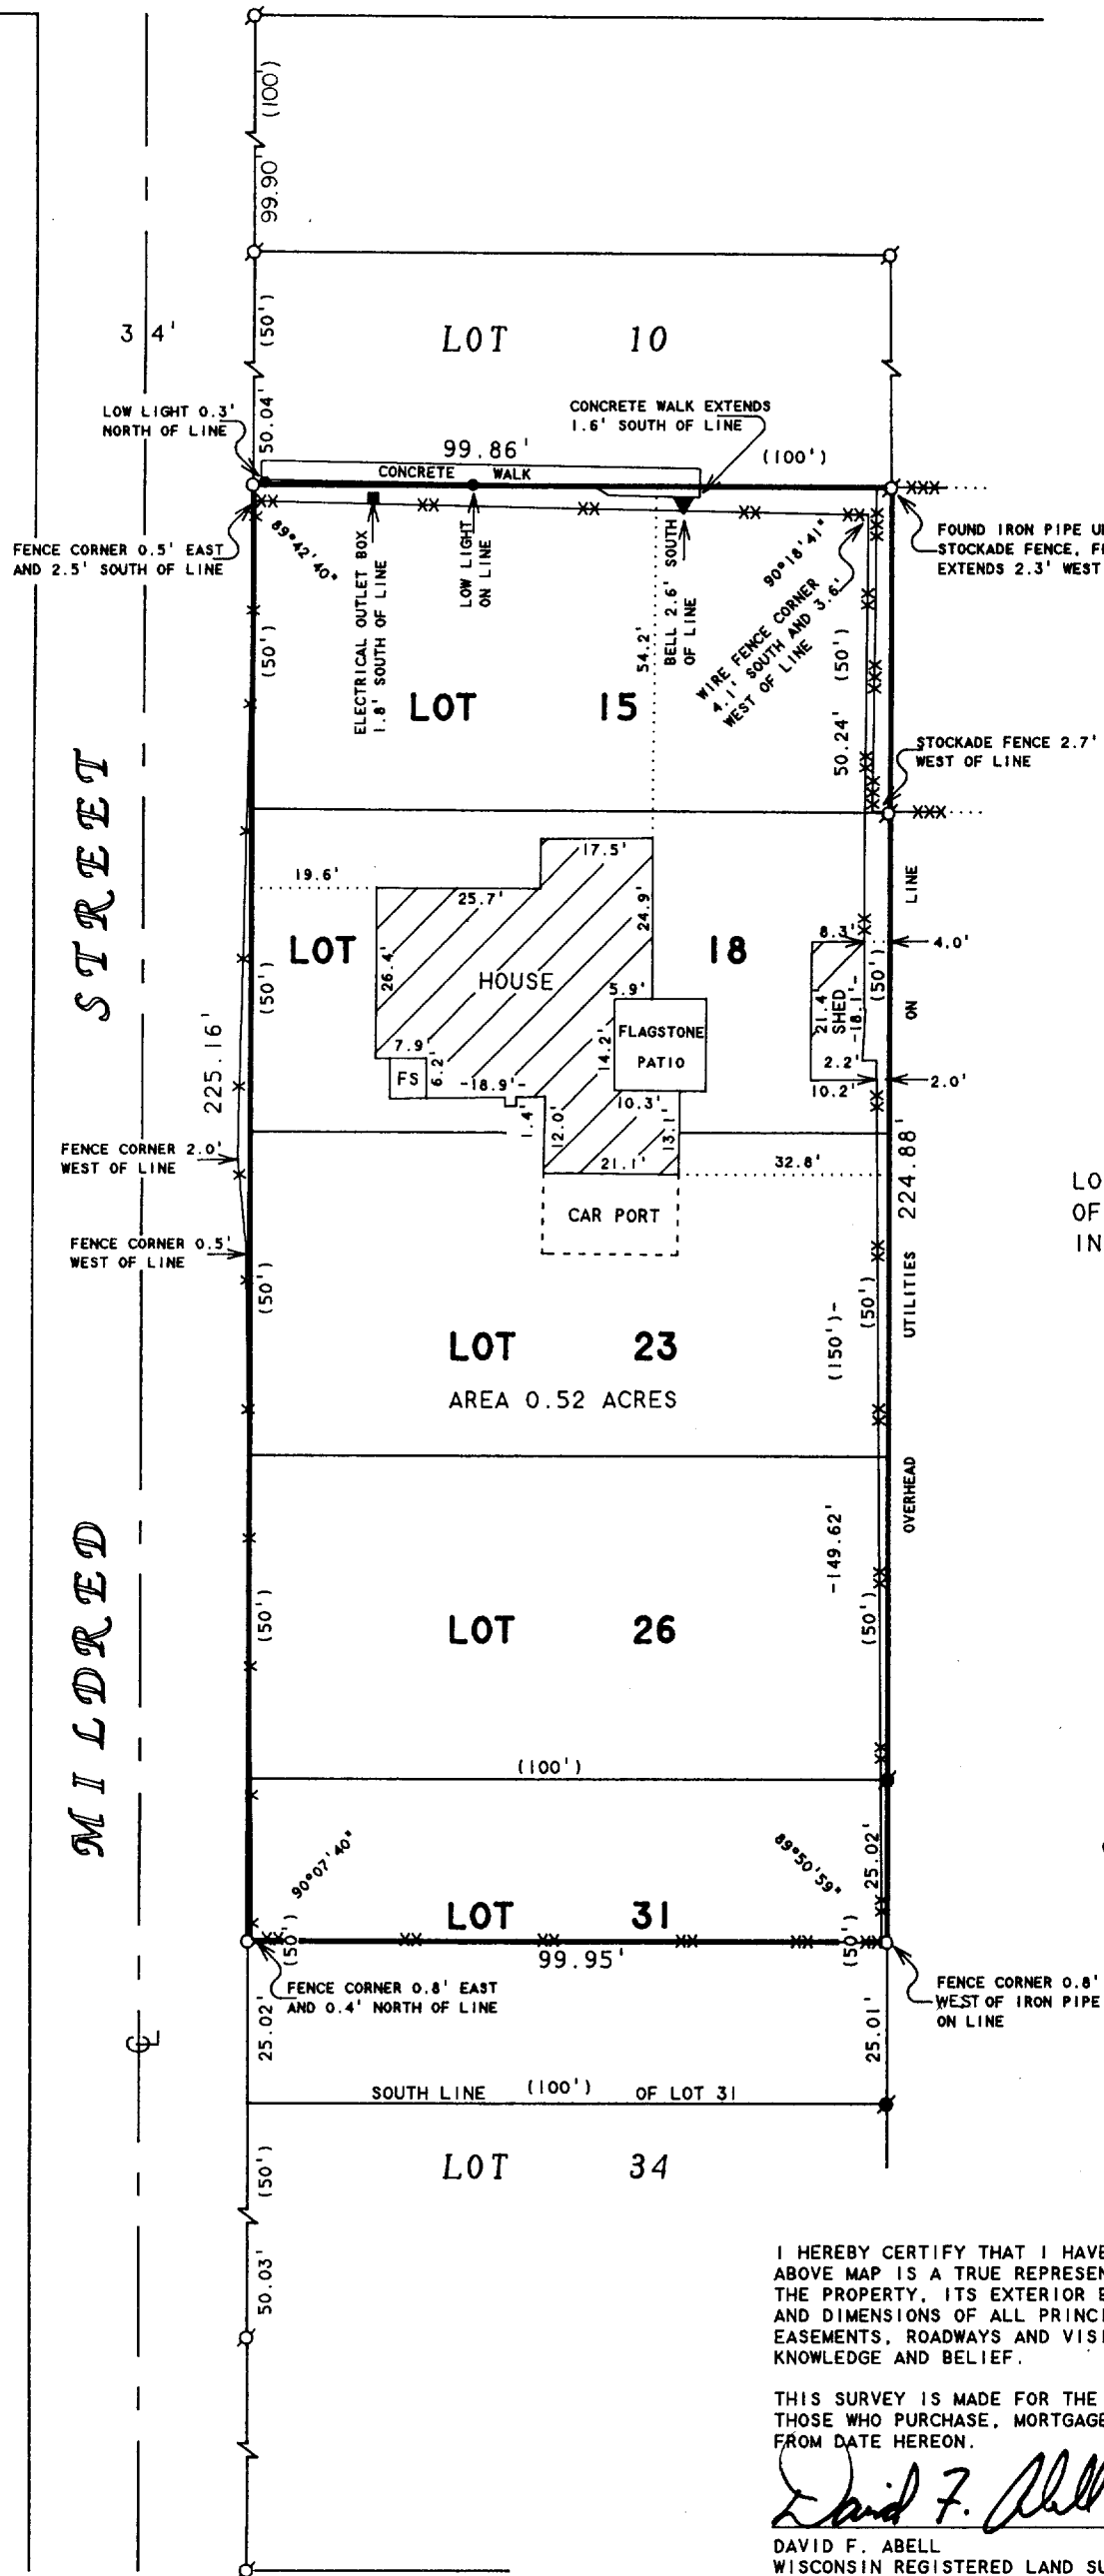 (100')
99.90'
3 4'
(50')
LOT 10
50.04'
LOW LIGHT 0.3'
NORTH OF LINE
CONCRETE WALK EXTENDS
1.6' SOUTH OF LINE
99.86'
(100')
CONCRETE WALK
FENCE CORNER 0.5' EAST
AND 2.5' SOUTH OF LINE
89°42'40"
ELECTRICAL OUTLET BOX
1.8' SOUTH OF LINE
LOW LIGHT
ON LINE
54.2'
BELL 2.6' SOUTH
OF LINE
90°18'41"
WIRE FENCE CORNER
4.1' SOUTH AND 3.6'
WEST OF LINE
FOUND IRON PIPE
STOCKADE FENCE,
EXTENDS 2.3' WEST
(50')
(50')
50.24'
LOT 15
STOCKADE FENCE 2.7'
WEST OF LINE
MILDRED STREET
19.6'
25.7'
17.5'
24.9'
26.4'
LOT 18
HOUSE
5.9'
FLAGSTONE
PATIO
14.2'
7.9'
FS
6.2'
-18.9'-
1.4'
12.0'
10.3'
13.1'
21.1'
32.8'
8.3'
21.4'
SHED
-18.1'-
2.2'
10.2'
4.0'
2.0'
(50')
(50')
225.16'
224.88'
OVERHEAD UTILITIES ON LINE
FENCE CORNER 2.0'
WEST OF LINE
FENCE CORNER 0.5'
WEST OF LINE
CAR PORT
LO
OF
IN
(50')
(50')
(150')-
-149.62'
LOT 23
AREA 0.52 ACRES
LOT 26
(50')
(50')
(100')
90°07'40"
89°50'59"
25.02'
LOT 31
(50')
(50')
99.95'
FENCE CORNER 0.8' EAST
AND 0.4' NORTH OF LINE
FENCE CORNER 0.8'
WEST OF IRON PIPE
ON LINE
25.02'
25.01'
CL
SOUTH LINE (100') OF LOT 31
LOT 34
(50')
50.03'
I HEREBY CERTIFY THAT I HAVE
ABOVE MAP IS A TRUE
THE PROPERTY, ITS EXTERIOR
AND DIMENSIONS OF ALL
EASEMENTS, ROADWAYS AND
KNOWLEDGE AND BELIEF.
THIS SURVEY IS MADE FOR THE
THOSE WHO PURCHASE, MORTGAGE
FROM DATE HEREON.
David F. Abell
DAVID F. ABELL
WISCONSIN REGISTERED LAND